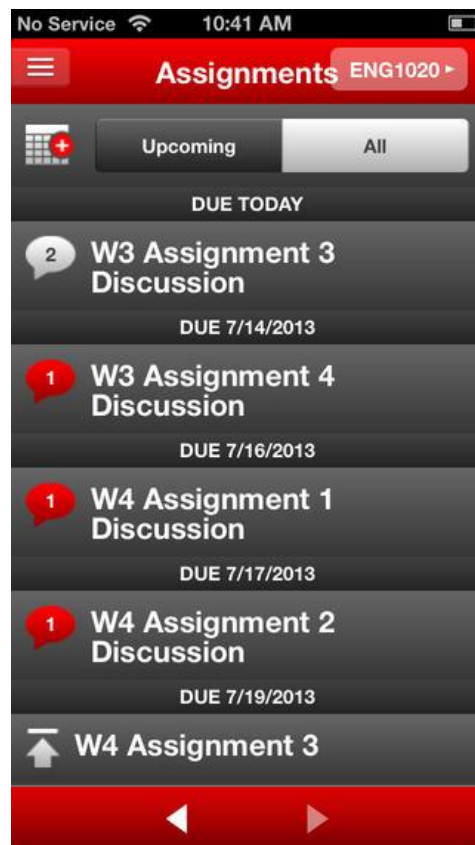 No Service 10:41 AM
Assignments ENG1020
Upcoming All
DUE TODAY
2 W3 Assignment 3
Discussion
DUE 7/14/2013
1 W3 Assignment 4
Discussion
DUE 7/16/2013
1 W4 Assignment 1
Discussion
DUE 7/17/2013
1 W4 Assignment 2
Discussion
DUE 7/19/2013
W4 Assignment 3